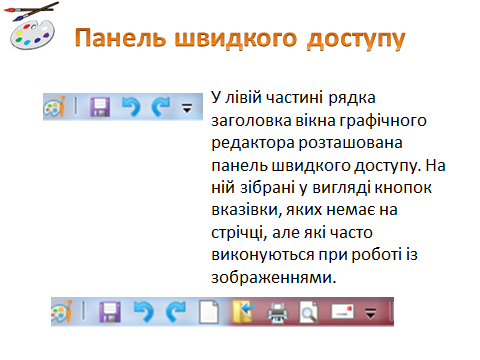 Панель швидкого доступу
У лівій частині рядка
заголовка вікна графічного
редактора розташована
панель швидкого доступу. На
ній зібрані у вигляді кнопок
вказівки, яких немає на
стрічці, але які часто
виконуються при роботі із
зображеннями.